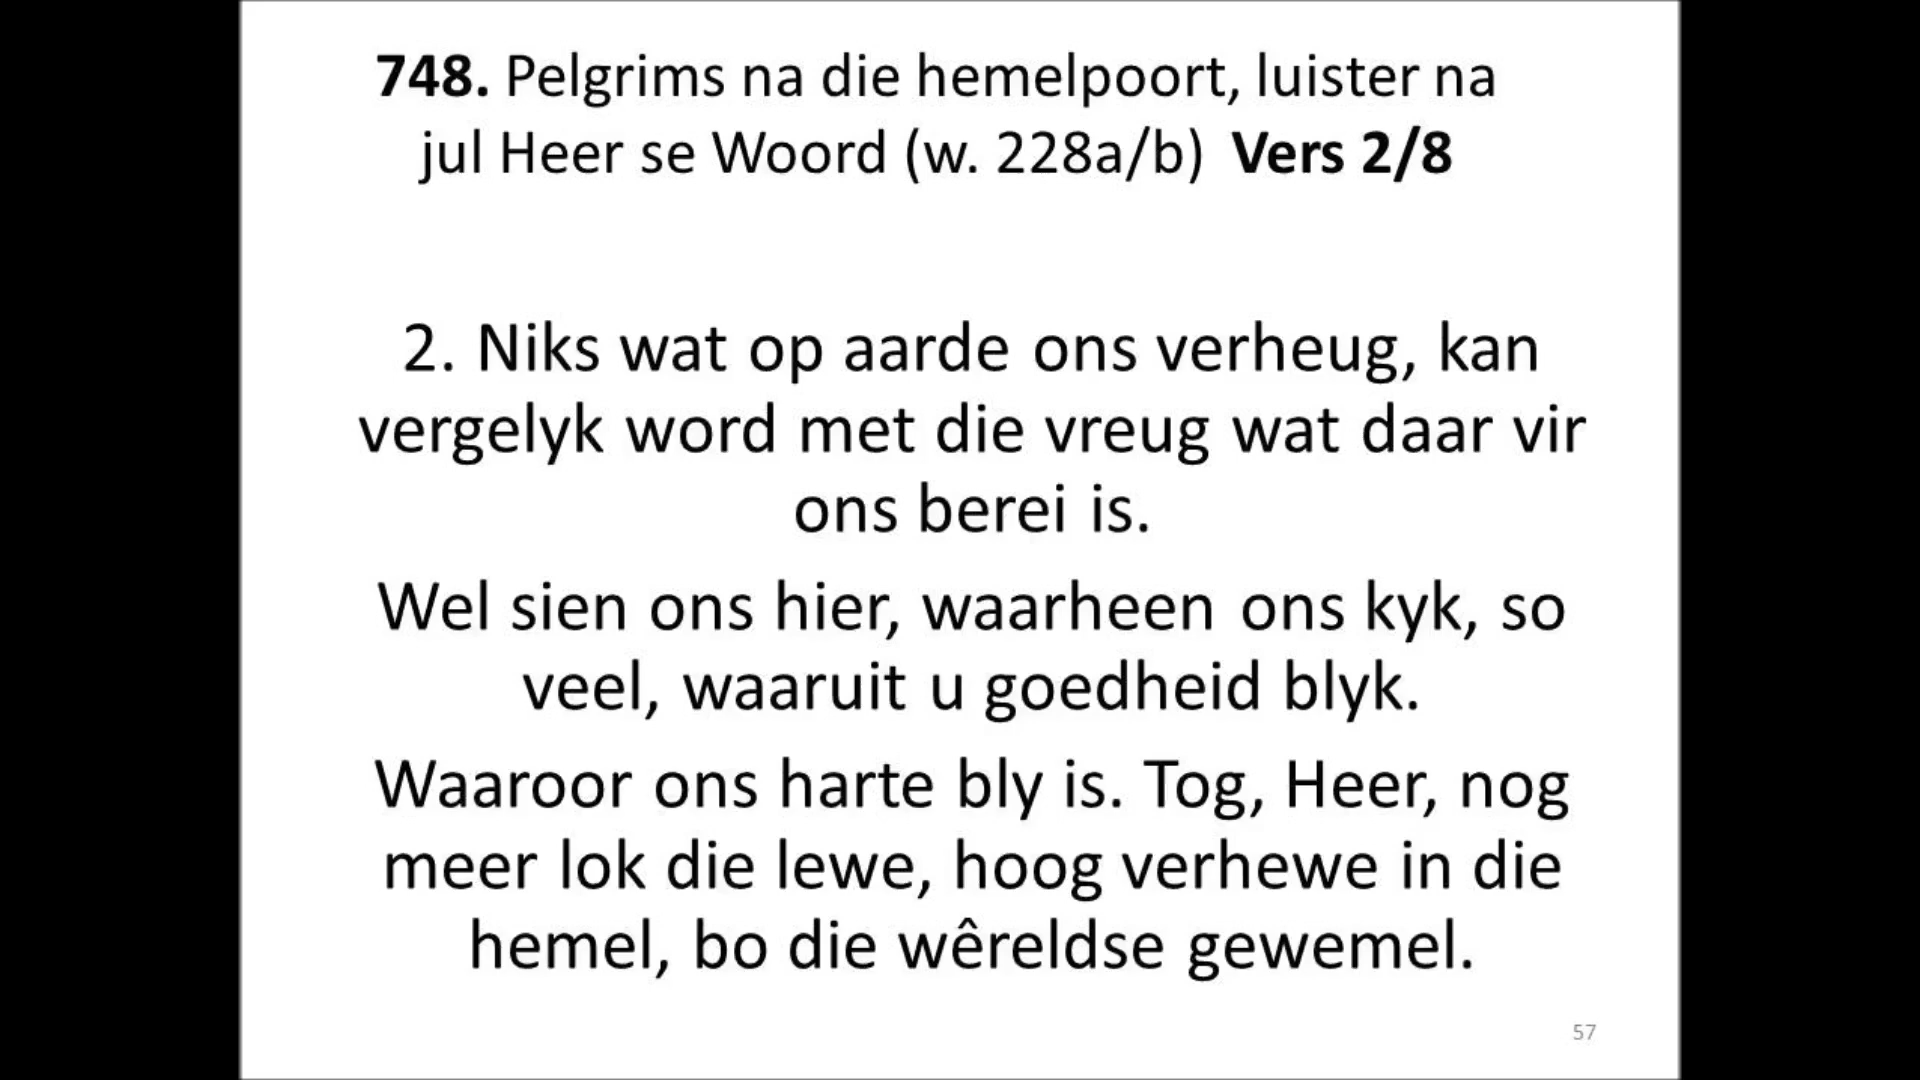 748. Pelgrims na die hemelpoort, luister na
jul Heer se Woord (w. 228a/b) Vers 2/8
2. Niks wat op aarde ons verheug, kan
vergelyk word met die vreug wat daar vir
ons berei is.
Wel sien ons hier, waarheen ons kyk, so
veel, waaruit u goedheid blyk.
Waaroor ons harte bly is. Tog, Heer, nog
meer lok die lewe, hoog verhewe in die
hemel, bo die wêreldse gewemel.
57